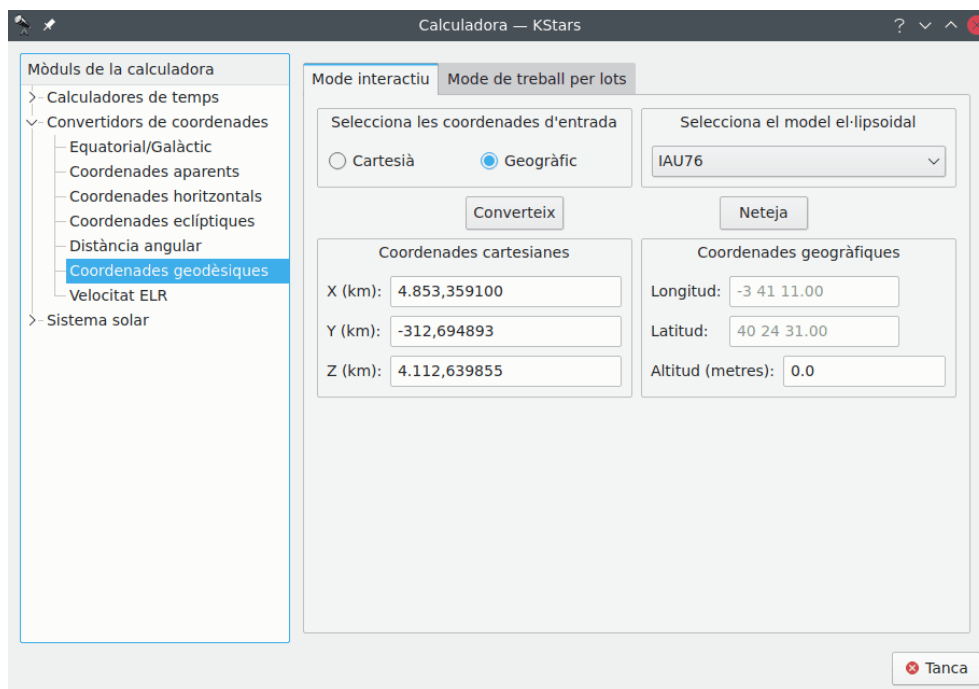 Calculadora — KStars
Mòduls de la calculadora
Calculadores de temps
Convertidors de coordenades
Equatorial/Galàctic
Coordenades aparents
Coordenades horitzontals
Coordenades eclíptiques
Distància angular
Coordenades geodèsiques
Velocitat ELR
Sistema solar
Mode interactiu Mode de treball per lots
Selecciona les coordenades d'entrada
Cartesià Geogràfic
Selecciona el model el·lipsoidal
IAU76
Converteix Neteja
Coordenades cartesianes
X (km): 4.853,359100
Y (km): -312,694893
Z (km): 4.112,639855
Coordenades geogràfiques
Longitud: -3 41 11.00
Latitud: 40 24 31.00
Altitud (metres): 0.0
Tanca